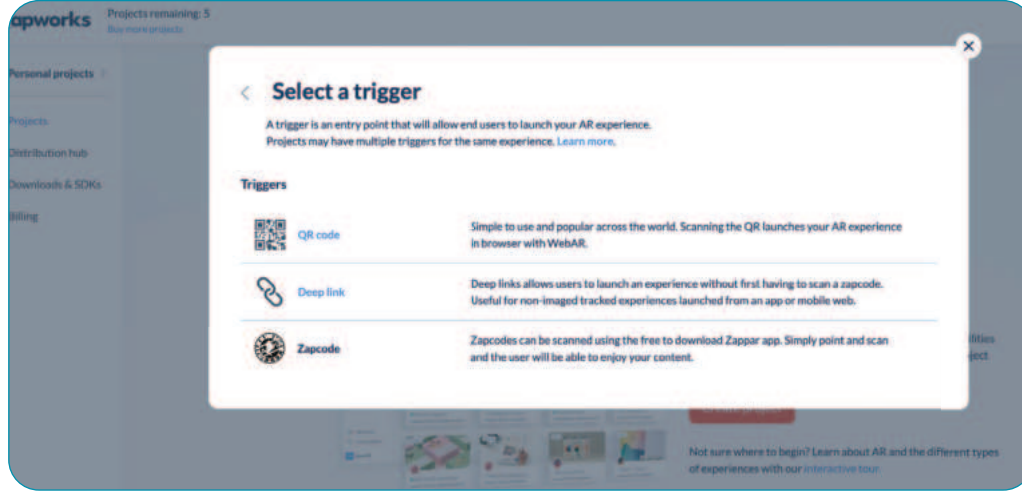 apworks
Projects remaining: 5
Buy more projects
Personal projects
Projects
Distribution hub
Downloads & SDKs
Billing
Select a trigger
A trigger is an entry point that will allow end users to launch your AR experience.
Projects may have multiple triggers for the same experience. Learn more.
Triggers
QR code
Simple to use and popular across the world. Scanning the QR launches your AR experience
in browser with WebAR.
Deep link
Deep links allows users to launch an experience without first having to scan a zapcode.
Useful for non-imaged tracked experiences launched from an app or mobile web.
Zapcode
Zapcodes can be scanned using the free to download Zappar app. Simply point and scan
and the user will be able to enjoy your content.
Not sure where to begin? Learn about AR and the different types
of experiences with our interactive tour